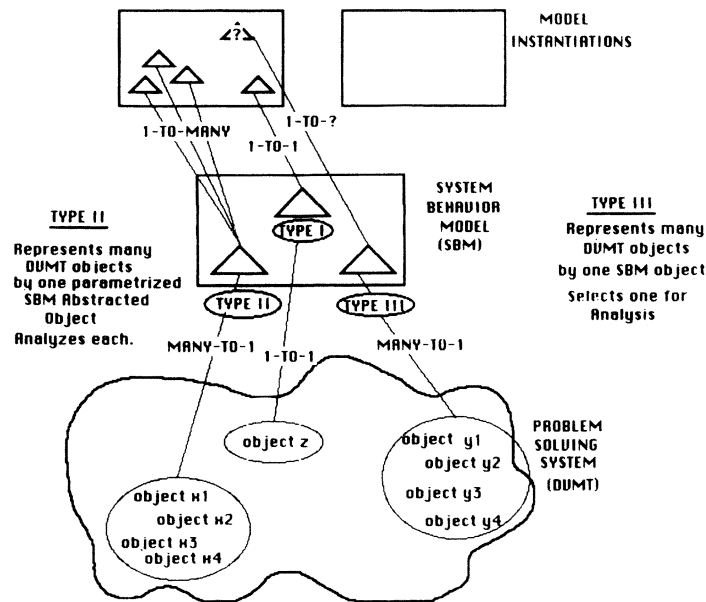 MODEL
INSTANTIATIONS
?
1-TO-MANY
1-TO-1
1-TO-?
SYSTEM
BEHAVIOR
MODEL
(SBM)
TYPE I
TYPE II
TYPE III
TYPE II
Represents many
DVMT objects
by one parametrized
SBM Abstracted
Object
Analyzes each.
TYPE III
Represents many
DVMT objects
by one SBM object
Selects one for
Analysis
MANY-TO-1
1-TO-1
MANY-TO-1
object z
object x1
object x2
object x3
object x4
object y1
object y2
object y3
object y4
PROBLEM
SOLVING
SYSTEM
(DVMT)